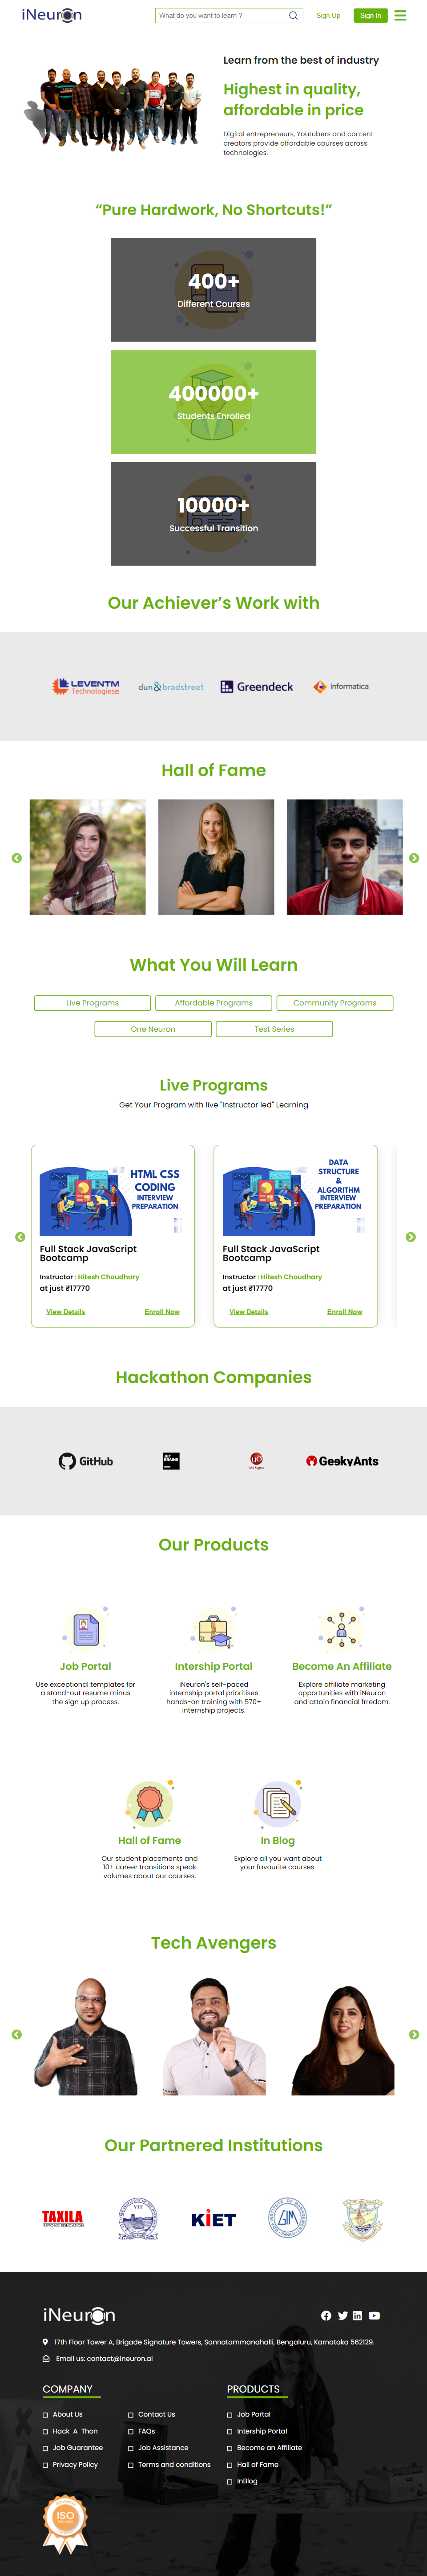 iNeuron
What do you want to learn ?
Sign Up
Sign In
Learn from the best of industry
Highest in quality,
affordable in price
Digital entrepreneurs, Youtubers and content
creators provide affordable courses across
technologies.
“Pure Hardwork, No Shortcuts!”
400+
Different Courses
400000+
Students Enrolled
10000+
Successful Transition
Our Achiever’s Work with
LEVENTM
Technologies
dun&bradstreet
Greendeck
Informatica
Hall of Fame
What You Will Learn
Live Programs
Affordable Programs
Community Programs
One Neuron
Test Series
Live Programs
Get Your Program with live "Instructor led" Learning
HTML CSS
CODING
INTERVIEW
PREPARATION
Full Stack JavaScript
Bootcamp
Instructor : Hitesh Choudhary
at just ₹17770
View Details
Enroll Now
DATA
STRUCTURE
&
ALGORITHM
INTERVIEW
PREPARATION
Full Stack JavaScript
Bootcamp
Instructor : Hitesh Choudhary
at just ₹17770
View Details
Enroll Now
Hackathon Companies
GitHub
JET
BRAINS
GeekyAnts
Our Products
Job Portal
Use exceptional templates for
a stand-out resume minus
the sign up process.
Intership Portal
iNeuron's self-paced
internship portal prioritises
hands-on training with 570+
internship projects.
Become An Affiliate
Explore affiliate marketing
opportunities with iNeuron
and attain financial frredom.
Hall of Fame
Our student placements and
10+ career transitions speak
volumes about our courses.
In Blog
Explore all you want about
your favourite courses.
Tech Avengers
Our Partnered Institutions
TAXILA
BEYOND EDUCATION
VIT
KiET
GIM
iNeuron
17th Floor Tower A, Brigade Signature Towers, Sannatammanahalli, Bengaluru, Karnataka 562129.
Email us: contact@ineuron.ai
COMPANY
About Us
Hack-A-Thon
Job Guarantee
Privacy Policy
Contact Us
FAQs
Job Assistance
Terms and conditions
PRODUCTS
Job Portal
Intership Portal
Become an Affiliate
Hall of Fame
InBlog
ISO